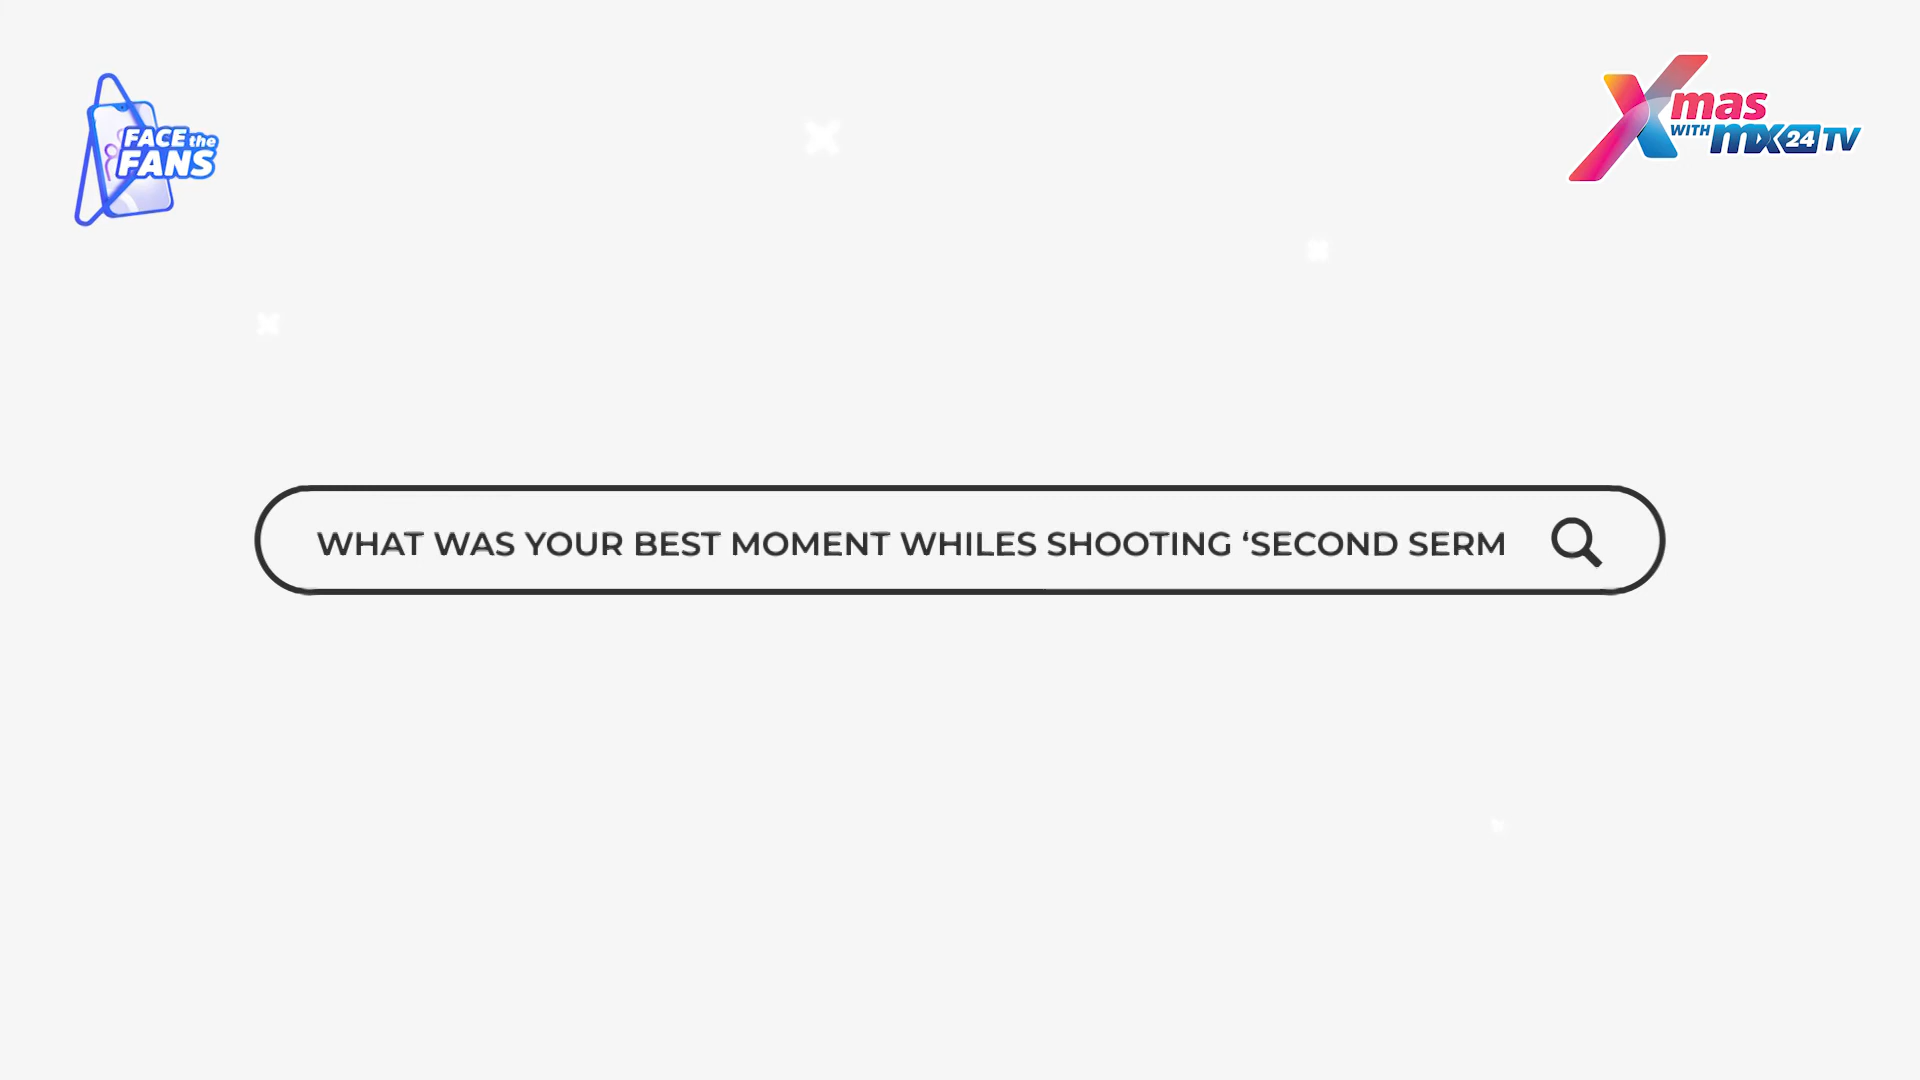 FACE the
FANS
Xmas
WITH MX24 TV
WHAT WAS YOUR BEST MOMENT WHILES SHOOTING ‘SECOND SERM